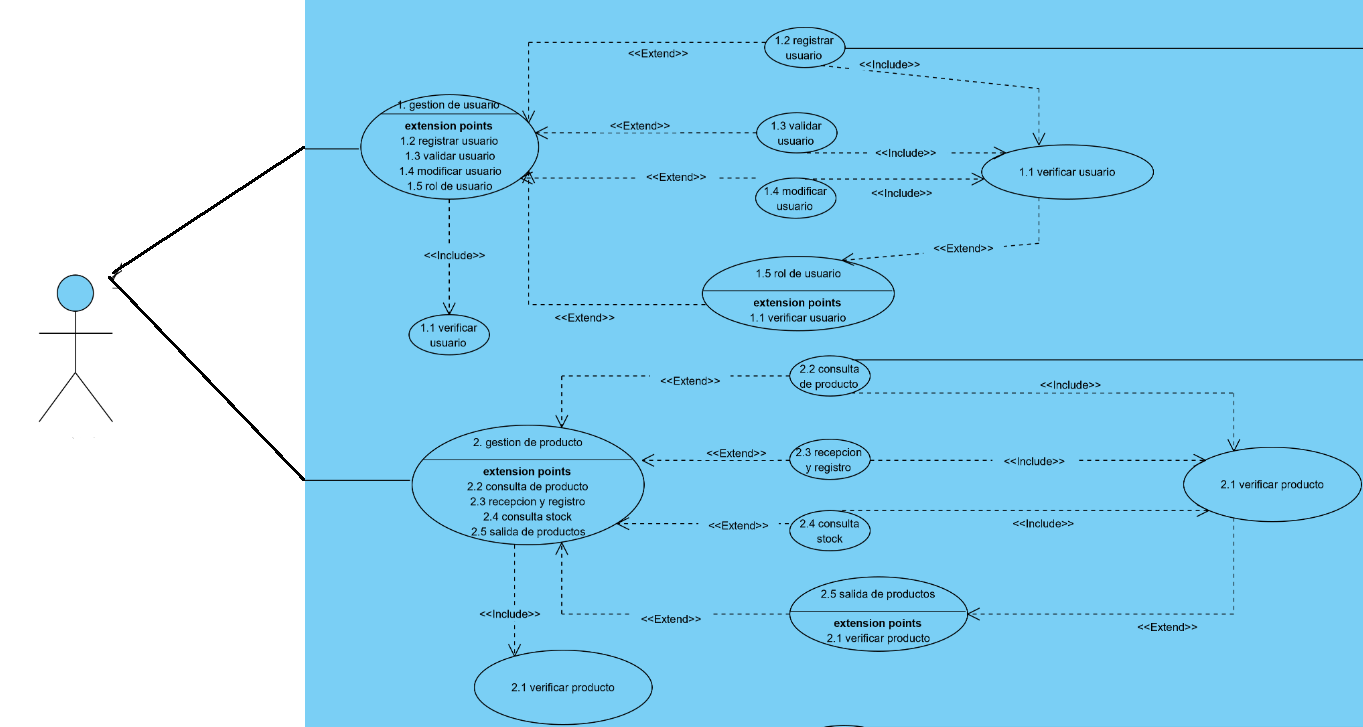 1.2 registrar
usuario
<<Extend>>
<<Include>>
1. gestion de usuario
extension points
1.2 registrar usuario
1.3 validar usuario
1.4 modificar usuario
1.5 rol de usuario
<<Extend>>
1.3 validar
usuario
<<Include>>
1.1 verificar usuario
<<Extend>>
1.4 modificar
usuario
<<Include>>
<<Include>>
<<Extend>>
1.5 rol de usuario
extension points
1.1 verificar usuario
<<Extend>>
1.1 verificar
usuario
2.2 consulta
de producto
<<Extend>>
<<Include>>
2. gestion de producto
extension points
2.2 consulta de producto
2.3 recepcion y registro
2.4 consulta stock
2.5 salida de productos
<<Extend>>
2.3 recepcion
y registro
<<Include>>
2.1 verificar producto
<<Extend>>
2.4 consulta
stock
<<Include>>
2.5 salida de productos
extension points
2.1 verificar producto
<<Include>>
<<Extend>>
<<Extend>>
2.1 verificar producto